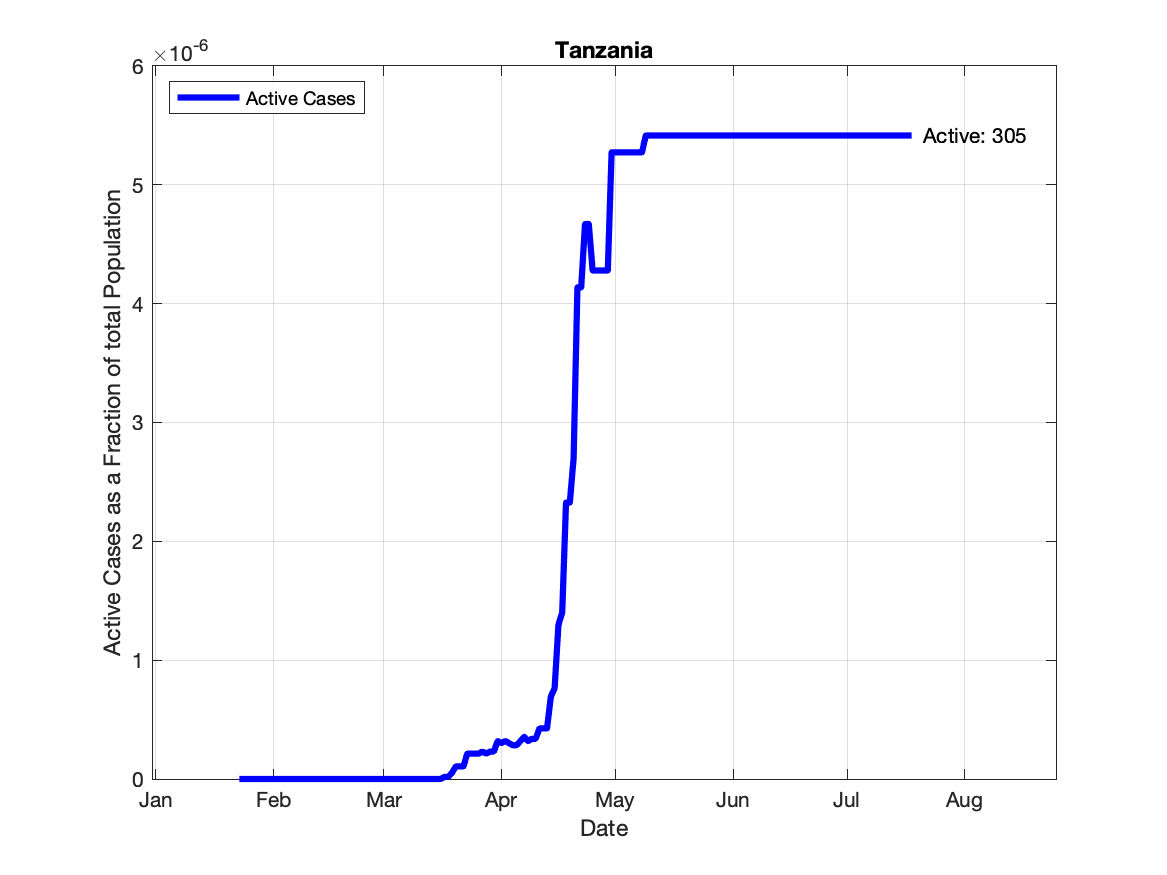 Tanzania
×10-6
6
5
4
3
2
1
0
Active Cases as a Fraction of total Population
Active Cases
Active: 305
Jan Feb Mar Apr May Jun Jul Aug
Date